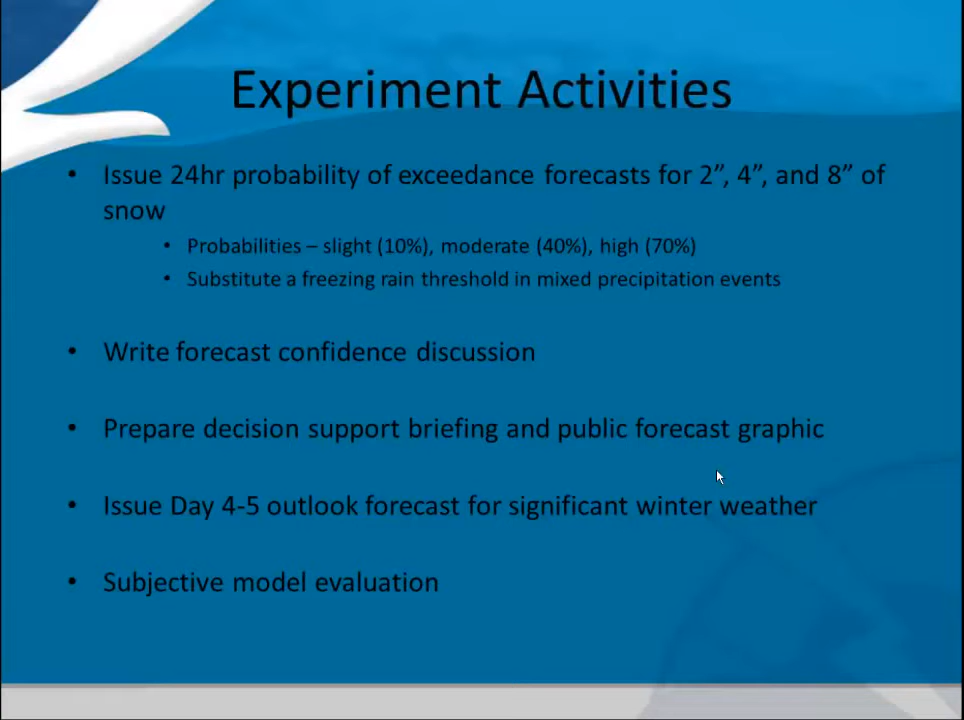 Experiment Activities
• Issue 24hr probability of exceedance forecasts for 2”, 4”, and 8” of
snow
• Probabilities – slight (10%), moderate (40%), high (70%)
• Substitute a freezing rain threshold in mixed precipitation events
• Write forecast confidence discussion
• Prepare decision support briefing and public forecast graphic
• Issue Day 4-5 outlook forecast for significant winter weather
• Subjective model evaluation